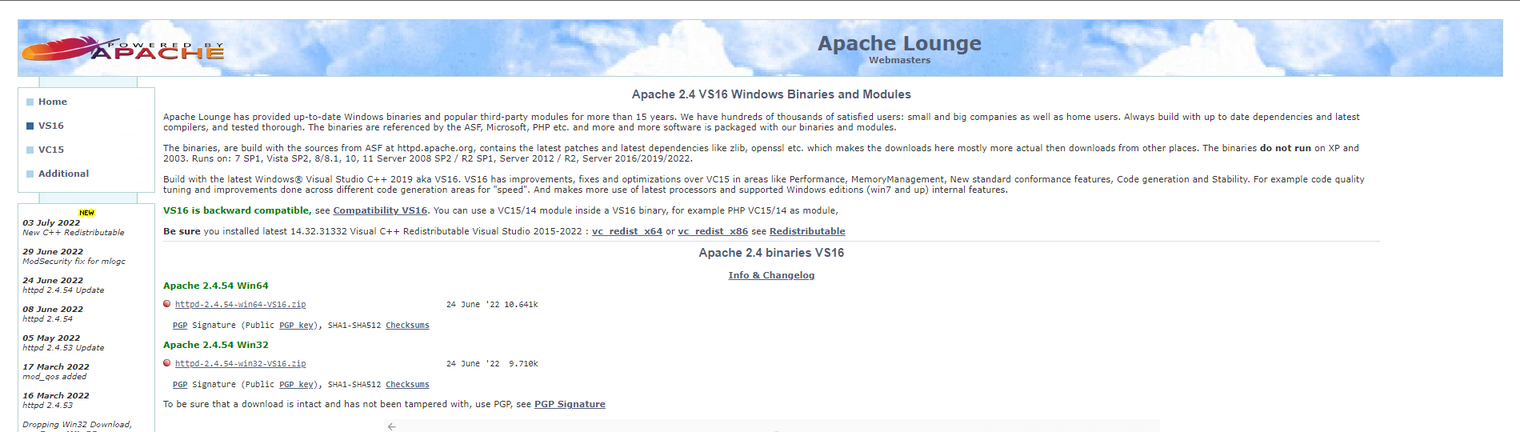 POWERED BY
APACHE
Apache Lounge
Webmasters
Home
VS16
VC15
Additional
NEW
03 July 2022
New C++ Redistributable
29 June 2022
ModSecurity fix for mlogc
24 June 2022
httpd 2.4.54 Update
08 June 2022
httpd 2.4.54
05 May 2022
httpd 2.4.53 Update
17 March 2022
mod_qos added
16 March 2022
httpd 2.4.53
Dropping Win32 Download,
Apache 2.4 VS16 Windows Binaries and Modules
Apache Lounge has provided up-to-date Windows binaries and popular third-party modules for more than 15 years. We have hundreds of thousands of satisfied users: small and big companies as well as home users. Always build with up to date dependencies and latest
compilers, and tested thorough. The binaries are referenced by the ASF, Microsoft, PHP etc. and more and more software is packaged with our binaries and modules.
The binaries, are build with the sources from ASF at httpd.apache.org, contains the latest patches and latest dependencies like zlib, openssl etc. which makes the downloads here mostly more actual then downloads from other places. The binaries do not run on XP and
2003. Runs on: 7 SP1, Vista SP2, 8/8.1, 10, 11 Server 2008 SP2 / R2 SP1, Server 2012 / R2, Server 2016/2019/2022.
Build with the latest Windows® Visual Studio C++ 2019 aka VS16. VS16 has improvements, fixes and optimizations over VC15 in areas like Performance, MemoryManagement, New standard conformance features, Code generation and Stability. For example code quality
tuning and improvements done across different code generation areas for "speed". And makes more use of latest processors and supported Windows editions (win7 and up) internal features.
VS16 is backward compatible, see Compatibility VS16. You can use a VC15/14 module inside a VS16 binary, for example PHP VC15/14 as module,
Be sure you installed latest 14.32.31332 Visual C++ Redistributable Visual Studio 2015-2022 : vc_redist_x64 or vc_redist_x86 see Redistributable
Apache 2.4 binaries VS16
Info & Changelog
Apache 2.4.54 Win64
httpd-2.4.54-win64-VS16.zip 24 June '22 10.641k
PGP Signature (Public PGP key), SHA1-SHA512 Checksums
Apache 2.4.54 Win32
httpd-2.4.54-win32-VS16.zip 24 June '22 9.710k
PGP Signature (Public PGP key), SHA1-SHA512 Checksums
To be sure that a download is intact and has not been tampered with, use PGP, see PGP Signature